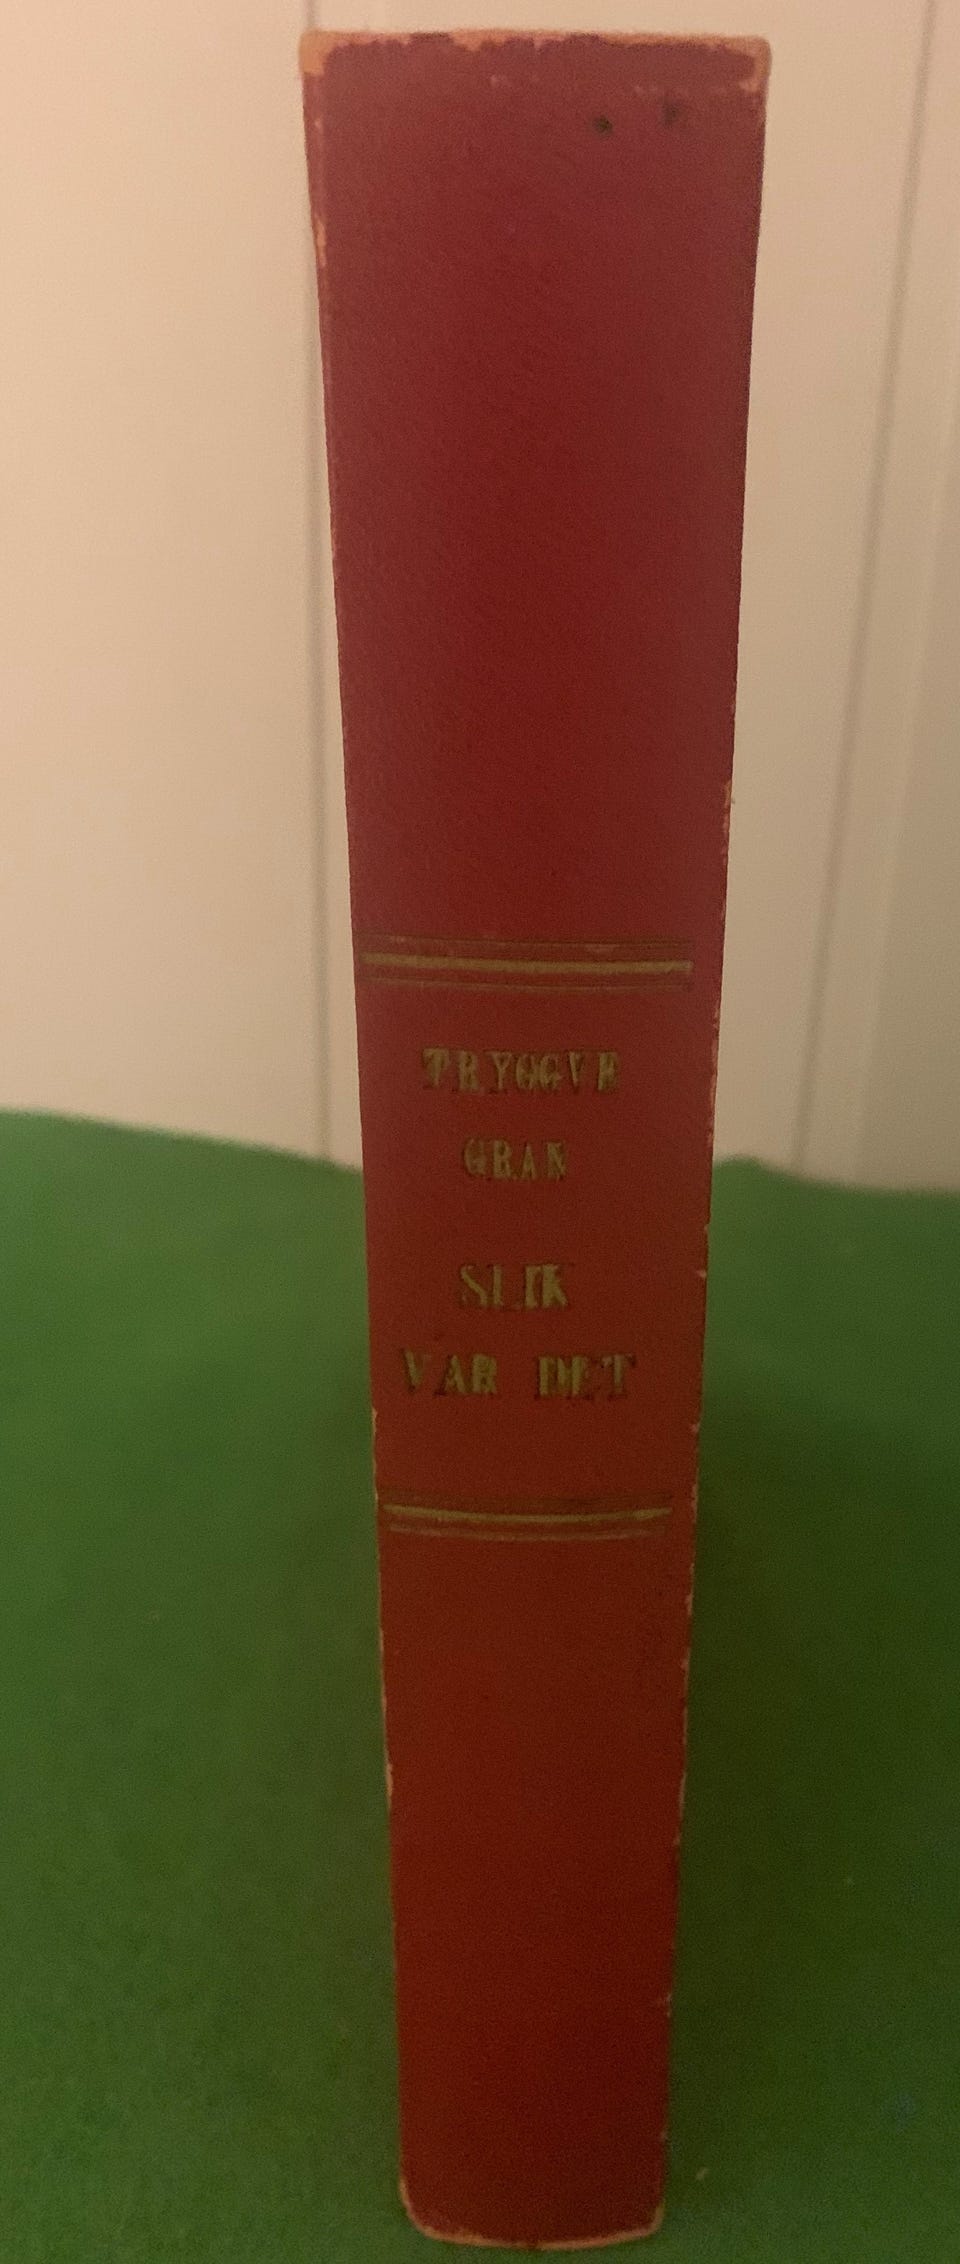 TRYGGVE
GRAN
SLIK
VAR DET